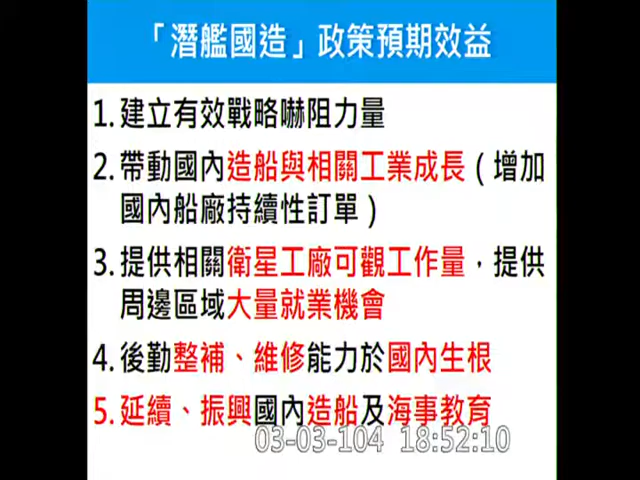 「潛艦國造」政策預期效益
1.建立有效戰略嚇阻力量
2.帶動國內造船與相關工業成長(增加
國內船廠持續性訂單)
3.提供相關衛星工廠可觀工作量，提供
周邊區域大量就業機會
4.後勤整補、維修能力於國內生根
5.延續、振興國內造船及海事教育
03-03-104 18:52:10